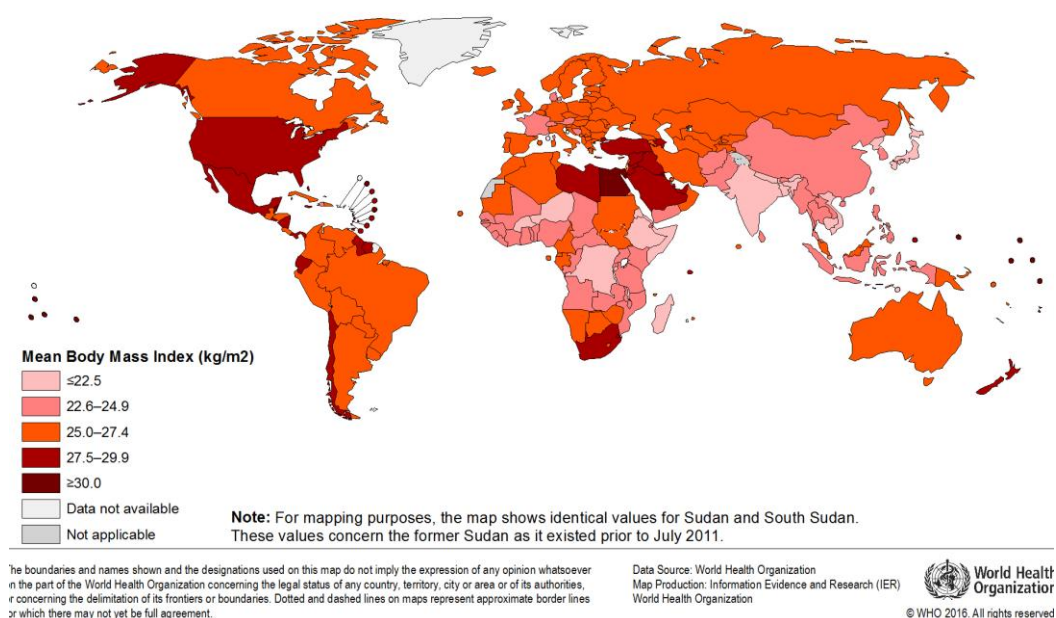 Mean Body Mass Index (kg/m2)
≤22.5
22.6–24.9
25.0–27.4
27.5–29.9
≥30.0
Data not available
Not applicable
Note: For mapping purposes, the map shows identical values for Sudan and South Sudan.
These values concern the former Sudan as it existed prior to July 2011.
The boundaries and names shown and the designations used on this map do not imply the expression of any opinion whatsoever
on the part of the World Health Organization concerning the legal status of any country, territory, city or area or of its authorities,
or concerning the delimitation of its frontiers or boundaries. Dotted and dashed lines on maps represent approximate border lines
for which there may not yet be full agreement.
Data Source: World Health Organization
Map Production: Information Evidence and Research (IER)
World Health Organization
World Health
Organization
© WHO 2016. All rights reserved